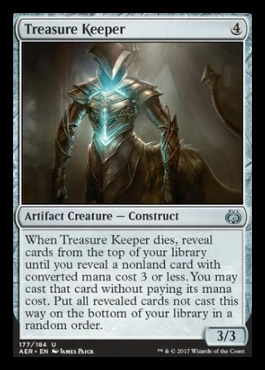 Treasure Keeper 4
Artifact Creature — Construct
When Treasure Keeper dies, reveal
cards from the top of your library
until you reveal a nonland card with
converted mana cost 3 or less. You may
cast that card without paying its mana
cost. Put all revealed cards not cast this
way on the bottom of your library in a
random order.
3/3
177/184 U
AER • EN James Paick
™ & © 2017 Wizards of the Coast